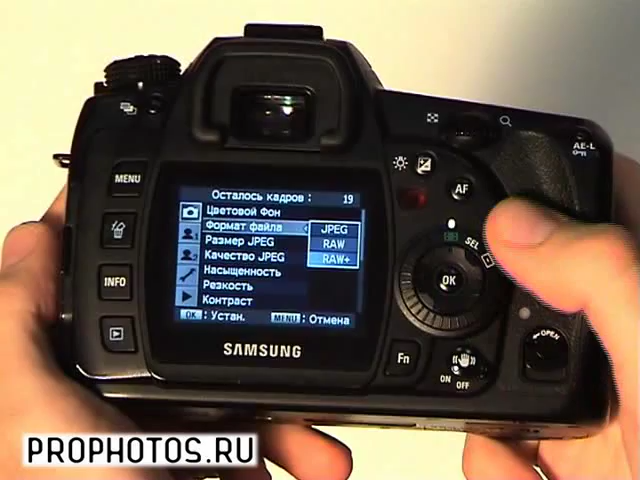 AE-L
MENU
AF
Осталось кадров : 19
Цветовой Фон
Формат файла
JPEG
SEL
Размер JPEG
RAW
Качество JPEG
RAW+
OK
INFO
Насыщенность
Резкость
Контраст
OPEN
OK : Устан. MENU : Отмена
SAMSUNG
Fn
ON OFF
PROPHOTOS.RU